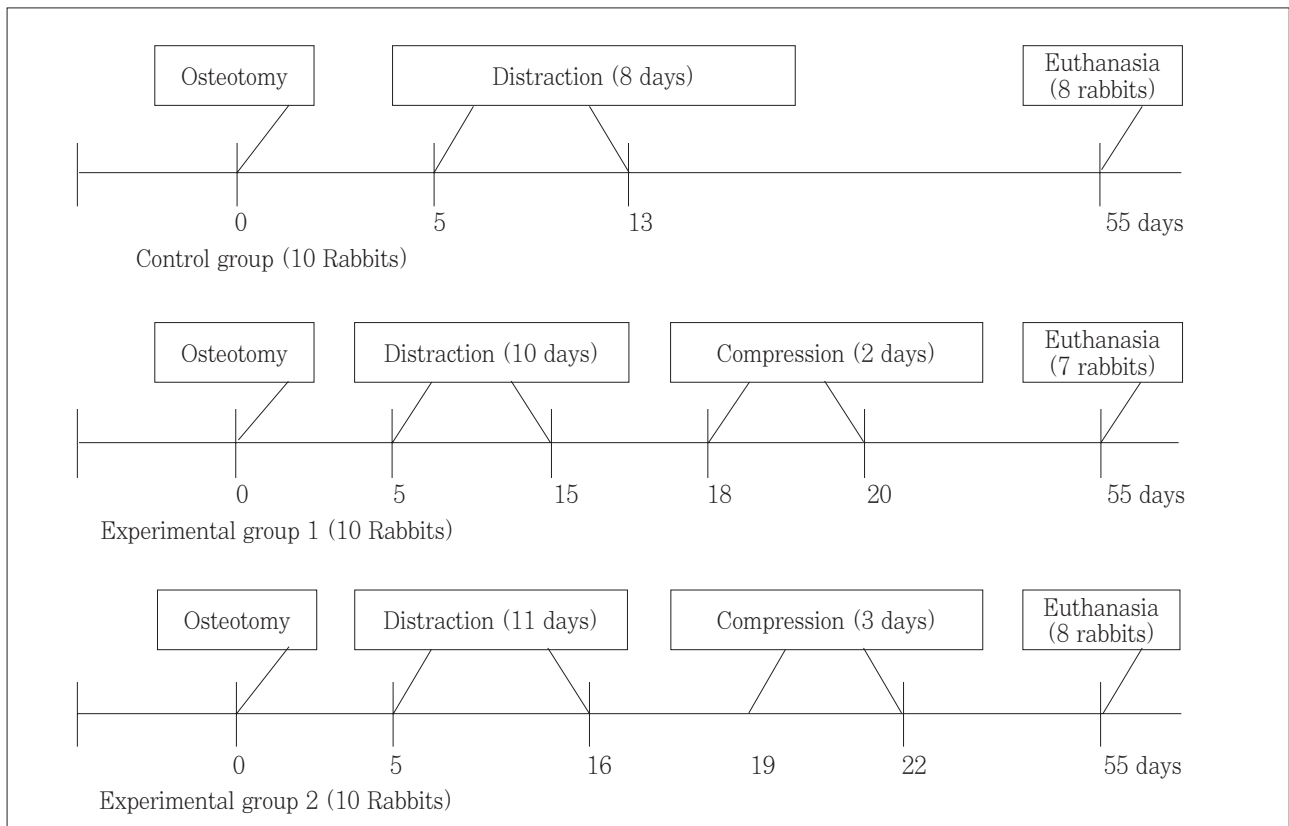 Osteotomy
Distraction (8 days)
Euthanasia
(8 rabbits)
0
5
13
55 days
Control group (10 Rabbits)
Osteotomy
Distraction (10 days)
Compression (2 days)
Euthanasia
(7 rabbits)
0
5
15
18
20
55 days
Experimental group 1 (10 Rabbits)
Osteotomy
Distraction (11 days)
Compression (3 days)
Euthanasia
(8 rabbits)
0
5
16
19
22
55 days
Experimental group 2 (10 Rabbits)